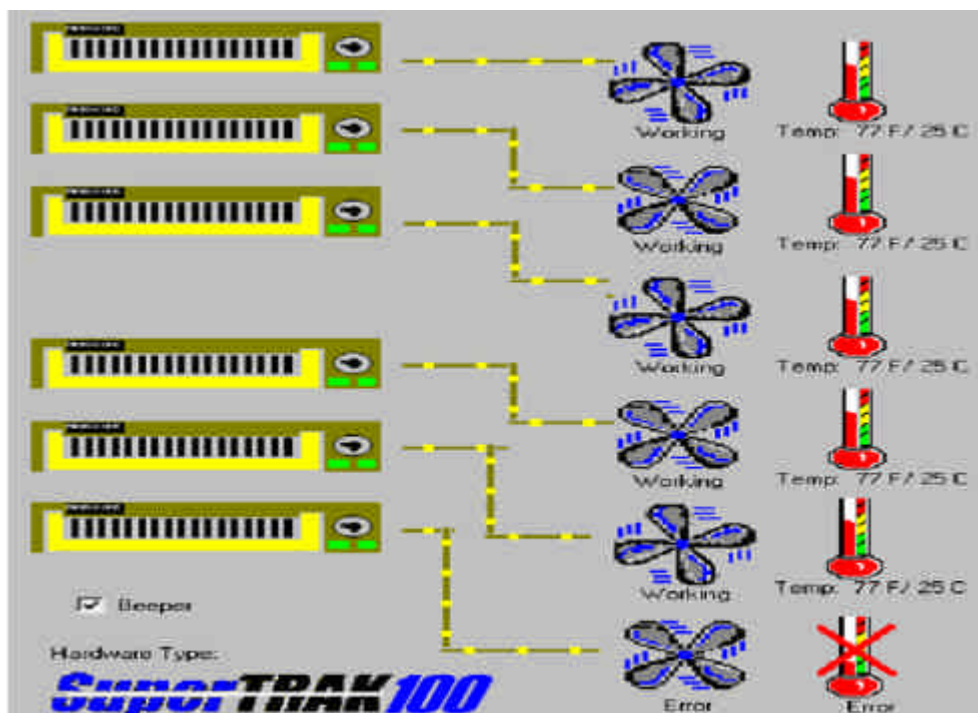 Working
Temp: 77 F/ 25 C
Working
Temp: 77 F/ 25 C
Working
Temp: 77 F/ 25 C
Working
Temp: 77 F/ 25 C
Working
Temp: 77 F/ 25 C
Beeper
Hardware Type:
SuperTRAK100
Error
Error